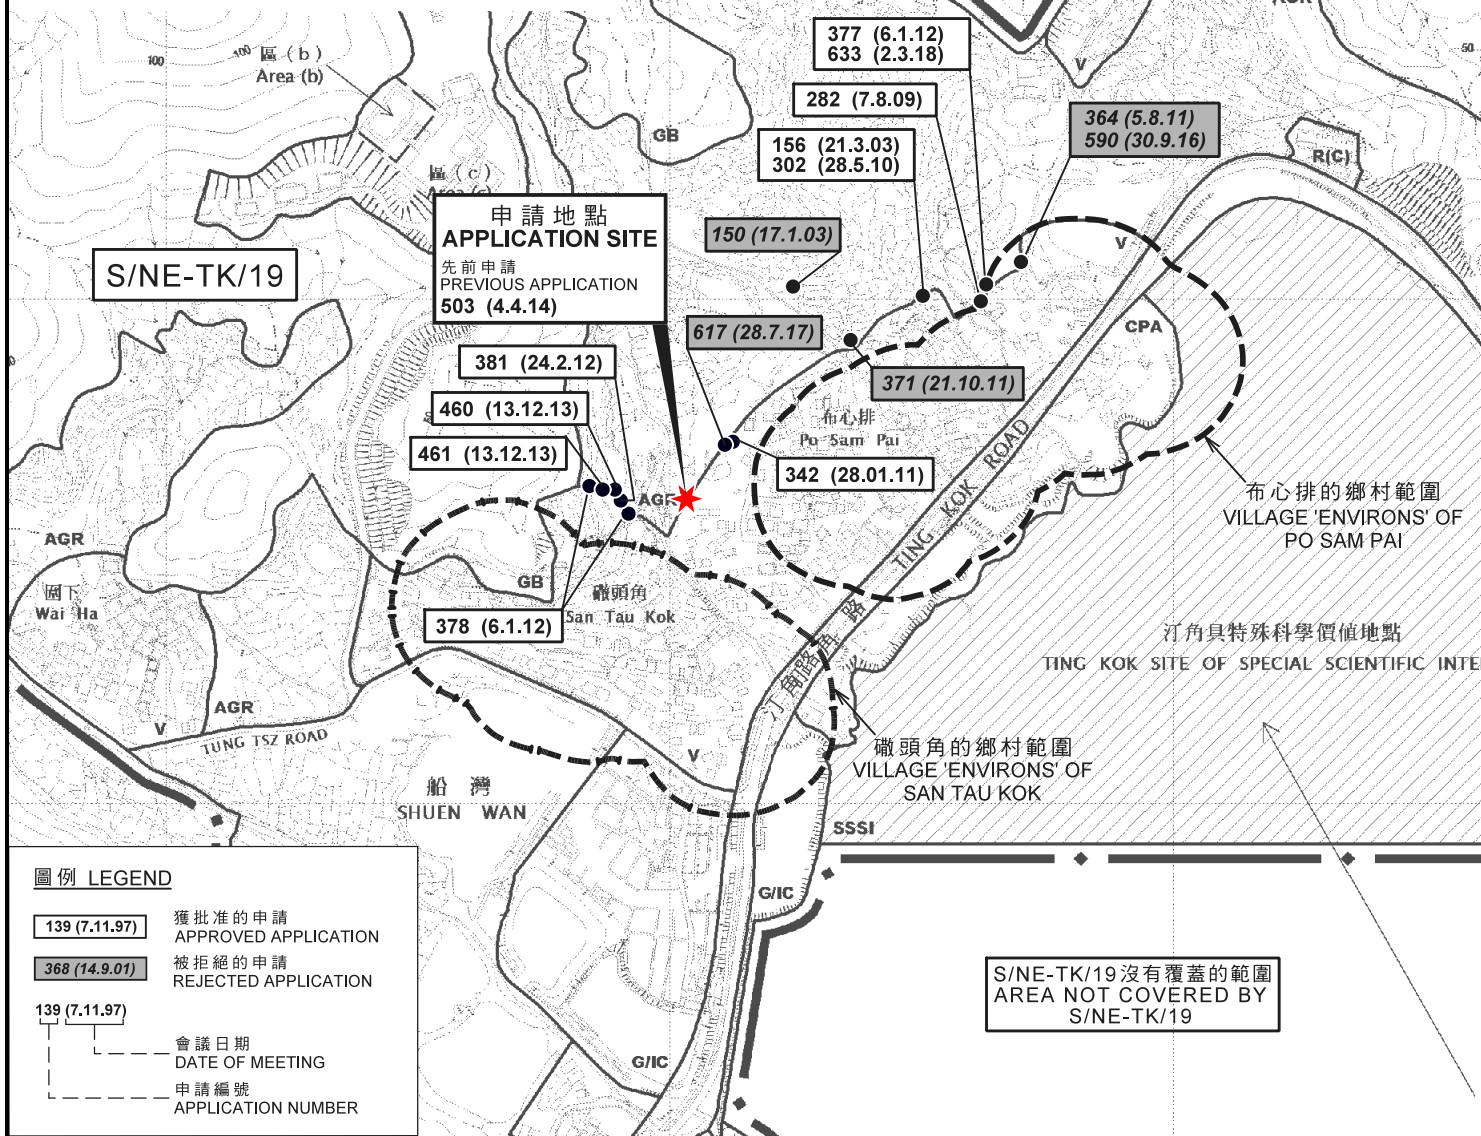 AGR
377 (6.1.12)
633 (2.3.18)
50
100
100
區 (b)
Area (b)
V
282 (7.8.09)
364 (5.8.11)
590 (30.9.16)
GB
156 (21.3.03)
302 (28.5.10)
R(C)
區 (c)
Area (c)
申請地點
APPLICATION SITE
先前申請
PREVIOUS APPLICATION
503 (4.4.14)
150 (17.1.03)
V
S/NE-TK/19
617 (28.7.17)
CPA
381 (24.2.12)
371 (21.10.11)
460 (13.12.13)
布心排
Po Sam Pai
461 (13.12.13)
342 (28.01.11)
AGR
布心排的鄉村範圍
VILLAGE 'ENVIRONS' OF
PO SAM PAI
AGR
TING KOK ROAD
汀角路
圍下
Wai Ha
GB
磡頭角
San Tau Kok
378 (6.1.12)
汀角路
汀角具特殊科學價值地點
TING KOK SITE OF SPECIAL SCIENTIFIC INTE
AGR
V
TUNG TSZ ROAD
V
磡頭角的鄉村範圍
VILLAGE 'ENVIRONS' OF
SAN TAU KOK
船灣
SHUEN WAN
SSSI
G/IC
圖例 LEGEND
139 (7.11.97)
獲批准的申請
APPROVED APPLICATION
368 (14.9.01)
被拒絕的申請
REJECTED APPLICATION
139 (7.11.97)
會議日期
DATE OF MEETING
申請編號
APPLICATION NUMBER
S/NE-TK/19沒有覆蓋的範圍
AREA NOT COVERED BY
S/NE-TK/19
G/IC